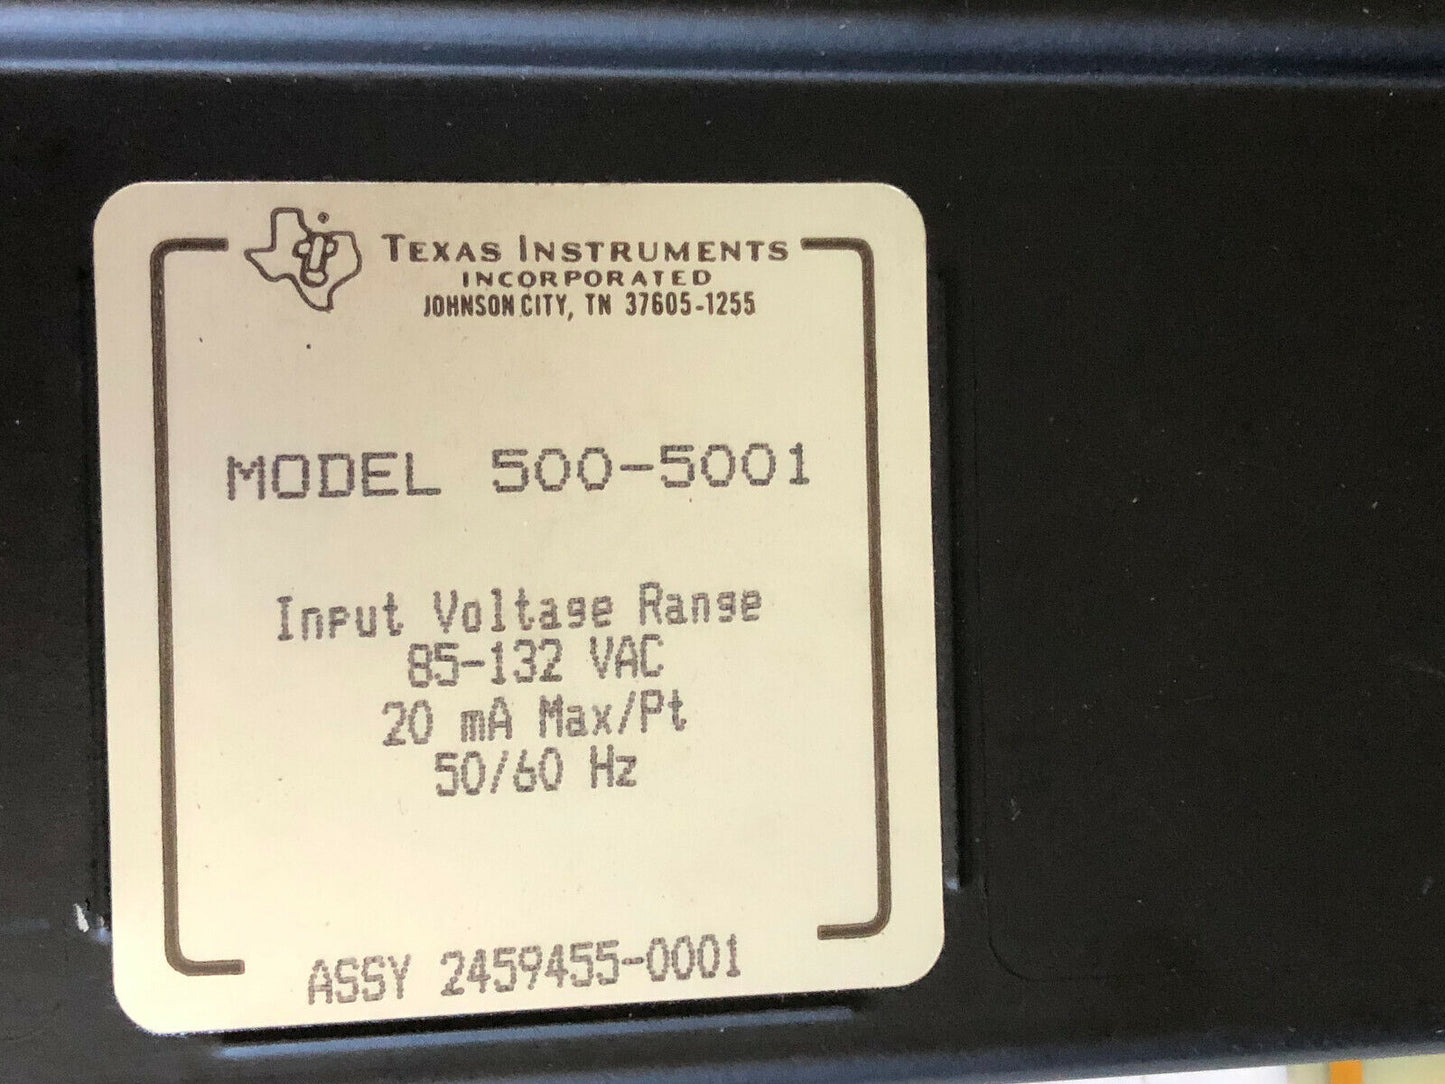 TEXAS INSTRUMENTS
INCORPORATED
JOHNSON CITY, TN 37605-1255
MODEL 500-5001
Input Voltage Range
85-132 VAC
20 mA Max/Pt
50/60 Hz
ASSY 2459455-0001